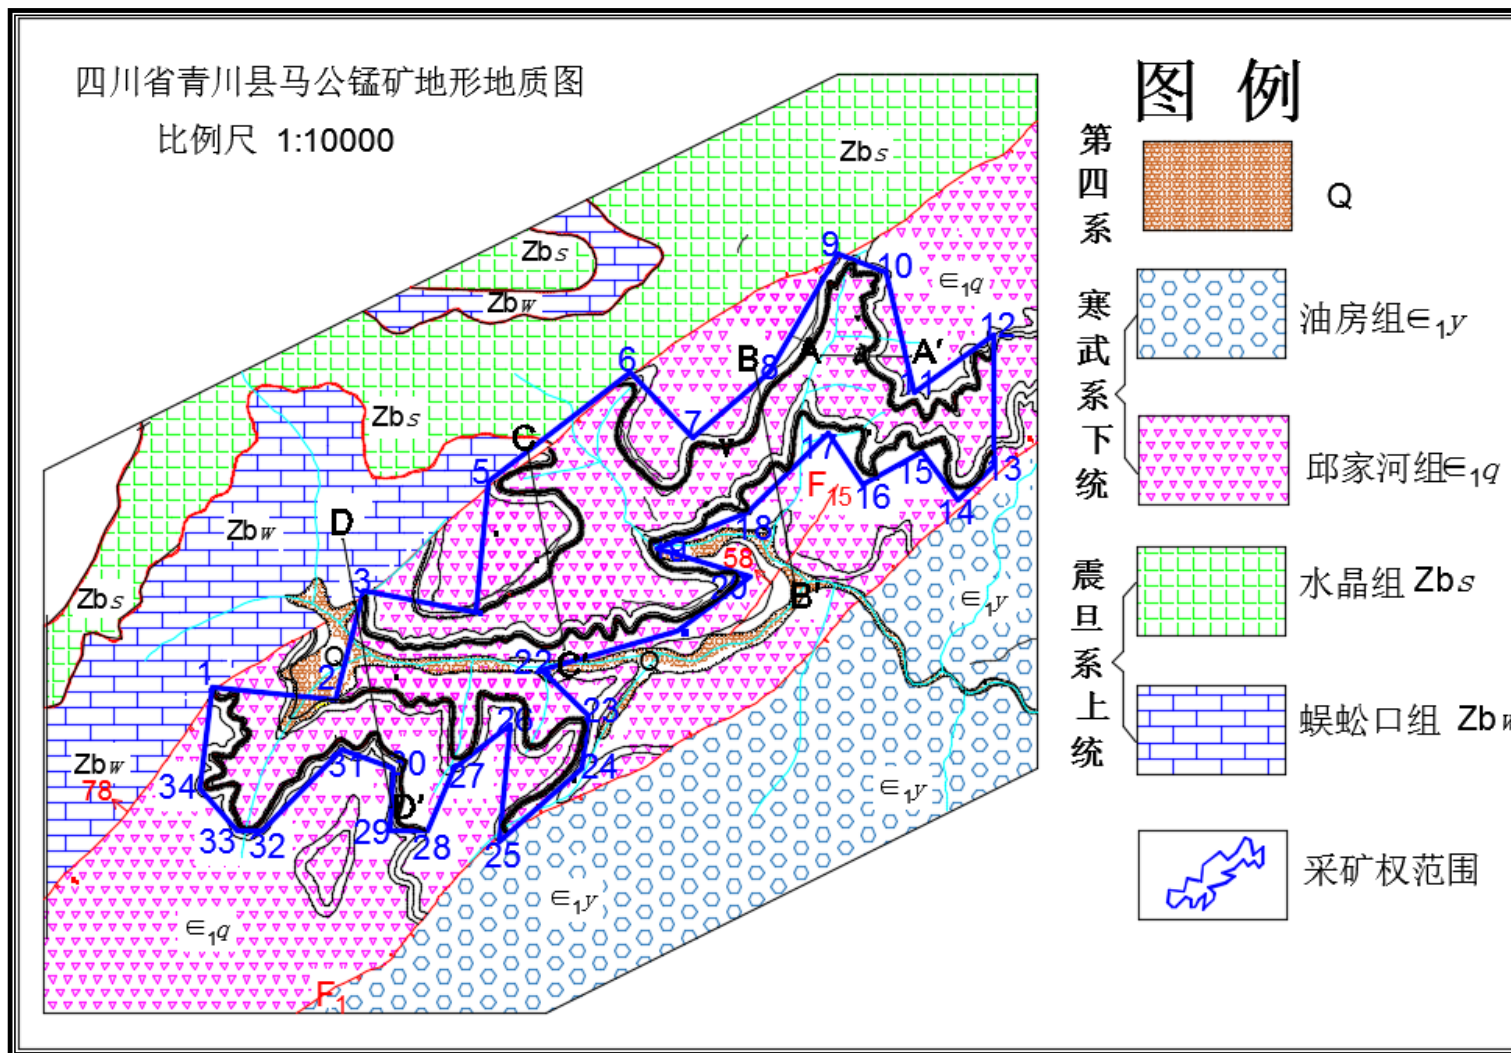 四川省青川县马公锰矿地形地质图
比例尺 1:10000
图 例
第四系
Q
寒武系下统
油房组∈₁y
邱家河组∈₁q
震旦系上统
水晶组 Zbs
蜈蚣口组 Zbw
采矿权范围
Zbs
Zbs
Zbw
Zbs
Zbw
Zbs
Zbw
∈₁q
∈₁y
∈₁y
∈₁y
∈₁q
Q
Q
F₁₅
F₁
58
78
A
A'
B
B'
C
C'
D
D'
1
2
3
5
6
7
8
9
10
11
12
13
14
15
16
17
18
20
22
23
24
25
26
27
28
29
30
31
32
33
34